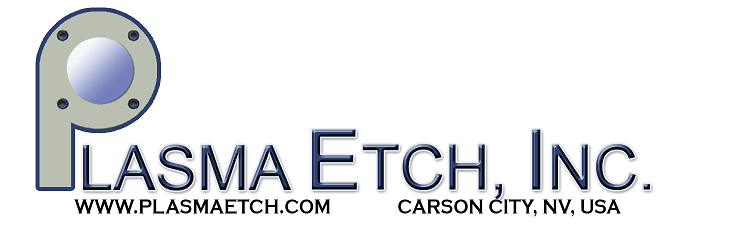 PLASMA ETCH, INC.
WWW.PLASMAETCH.COM CARSON CITY, NV, USA